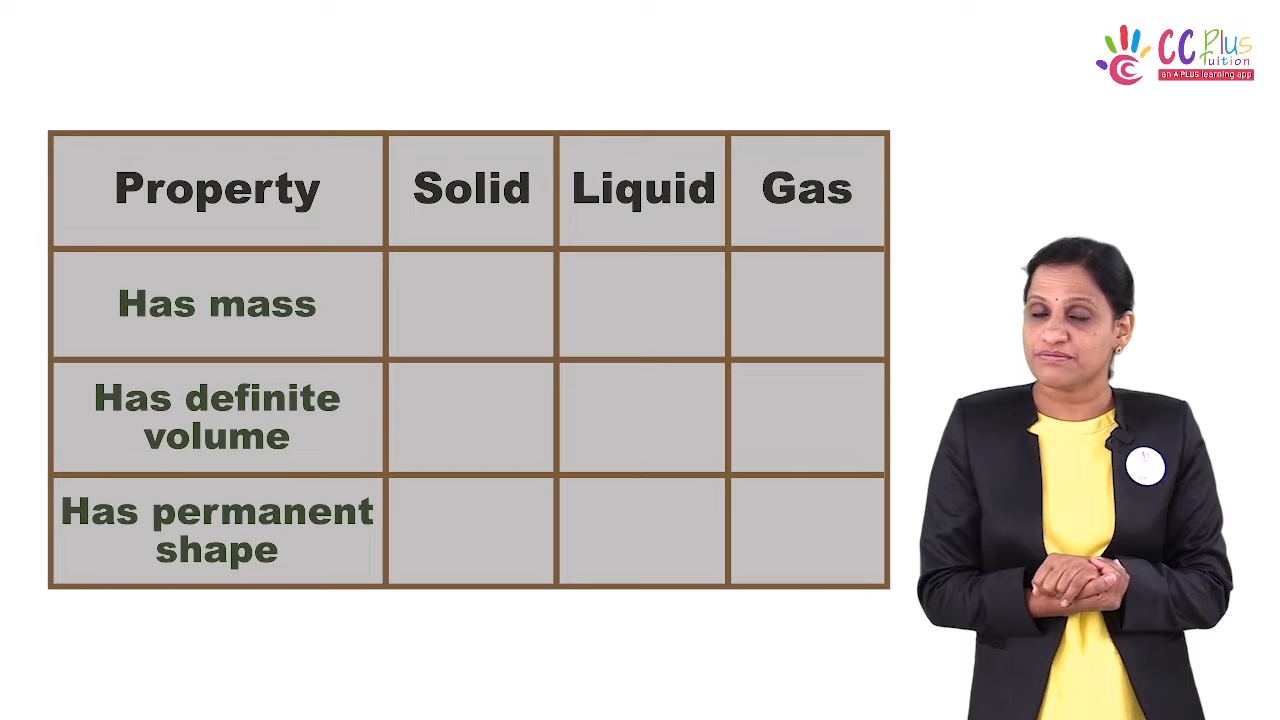 CC Plus
Tuition
an A-PLUS learning app
Property Solid Liquid Gas
Has mass
Has definite
volume
Has permanent
shape